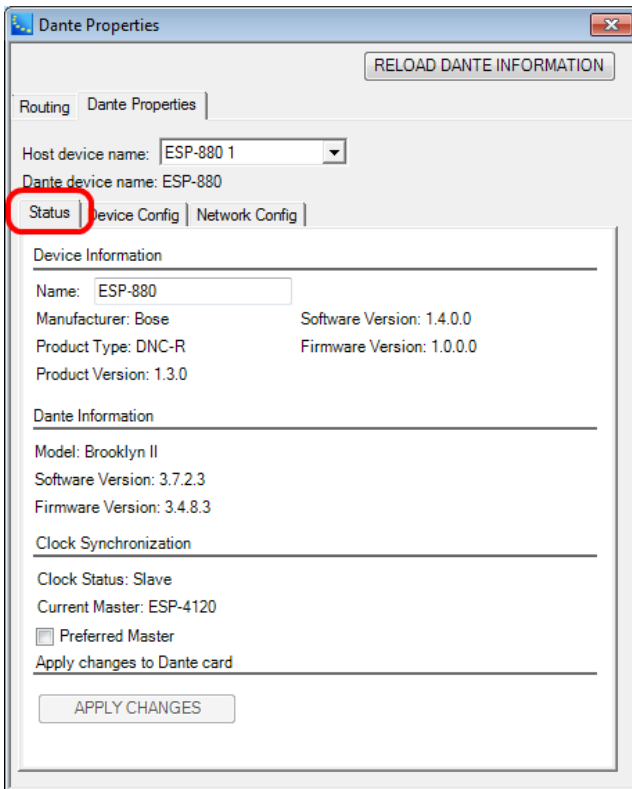 Dante Properties
RELOAD DANTE INFORMATION
Routing Dante Properties
Host device name: ESP-880 1
Dante device name: ESP-880
Status Device Config Network Config
Device Information
Name: ESP-880
Manufacturer: Bose Software Version: 1.4.0.0
Product Type: DNC-R Firmware Version: 1.0.0.0
Product Version: 1.3.0
Dante Information
Model: Brooklyn II
Software Version: 3.7.2.3
Firmware Version: 3.4.8.3
Clock Synchronization
Clock Status: Slave
Current Master: ESP-4120
Preferred Master
Apply changes to Dante card
APPLY CHANGES